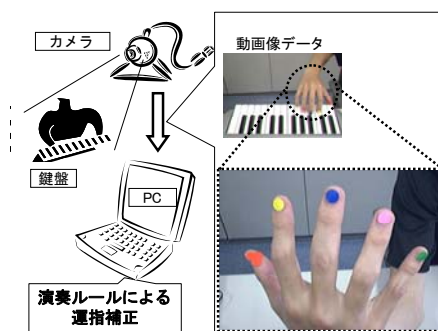 カメラ
動画像データ
鍵盤
PC
演奏ルールによる
運指補正